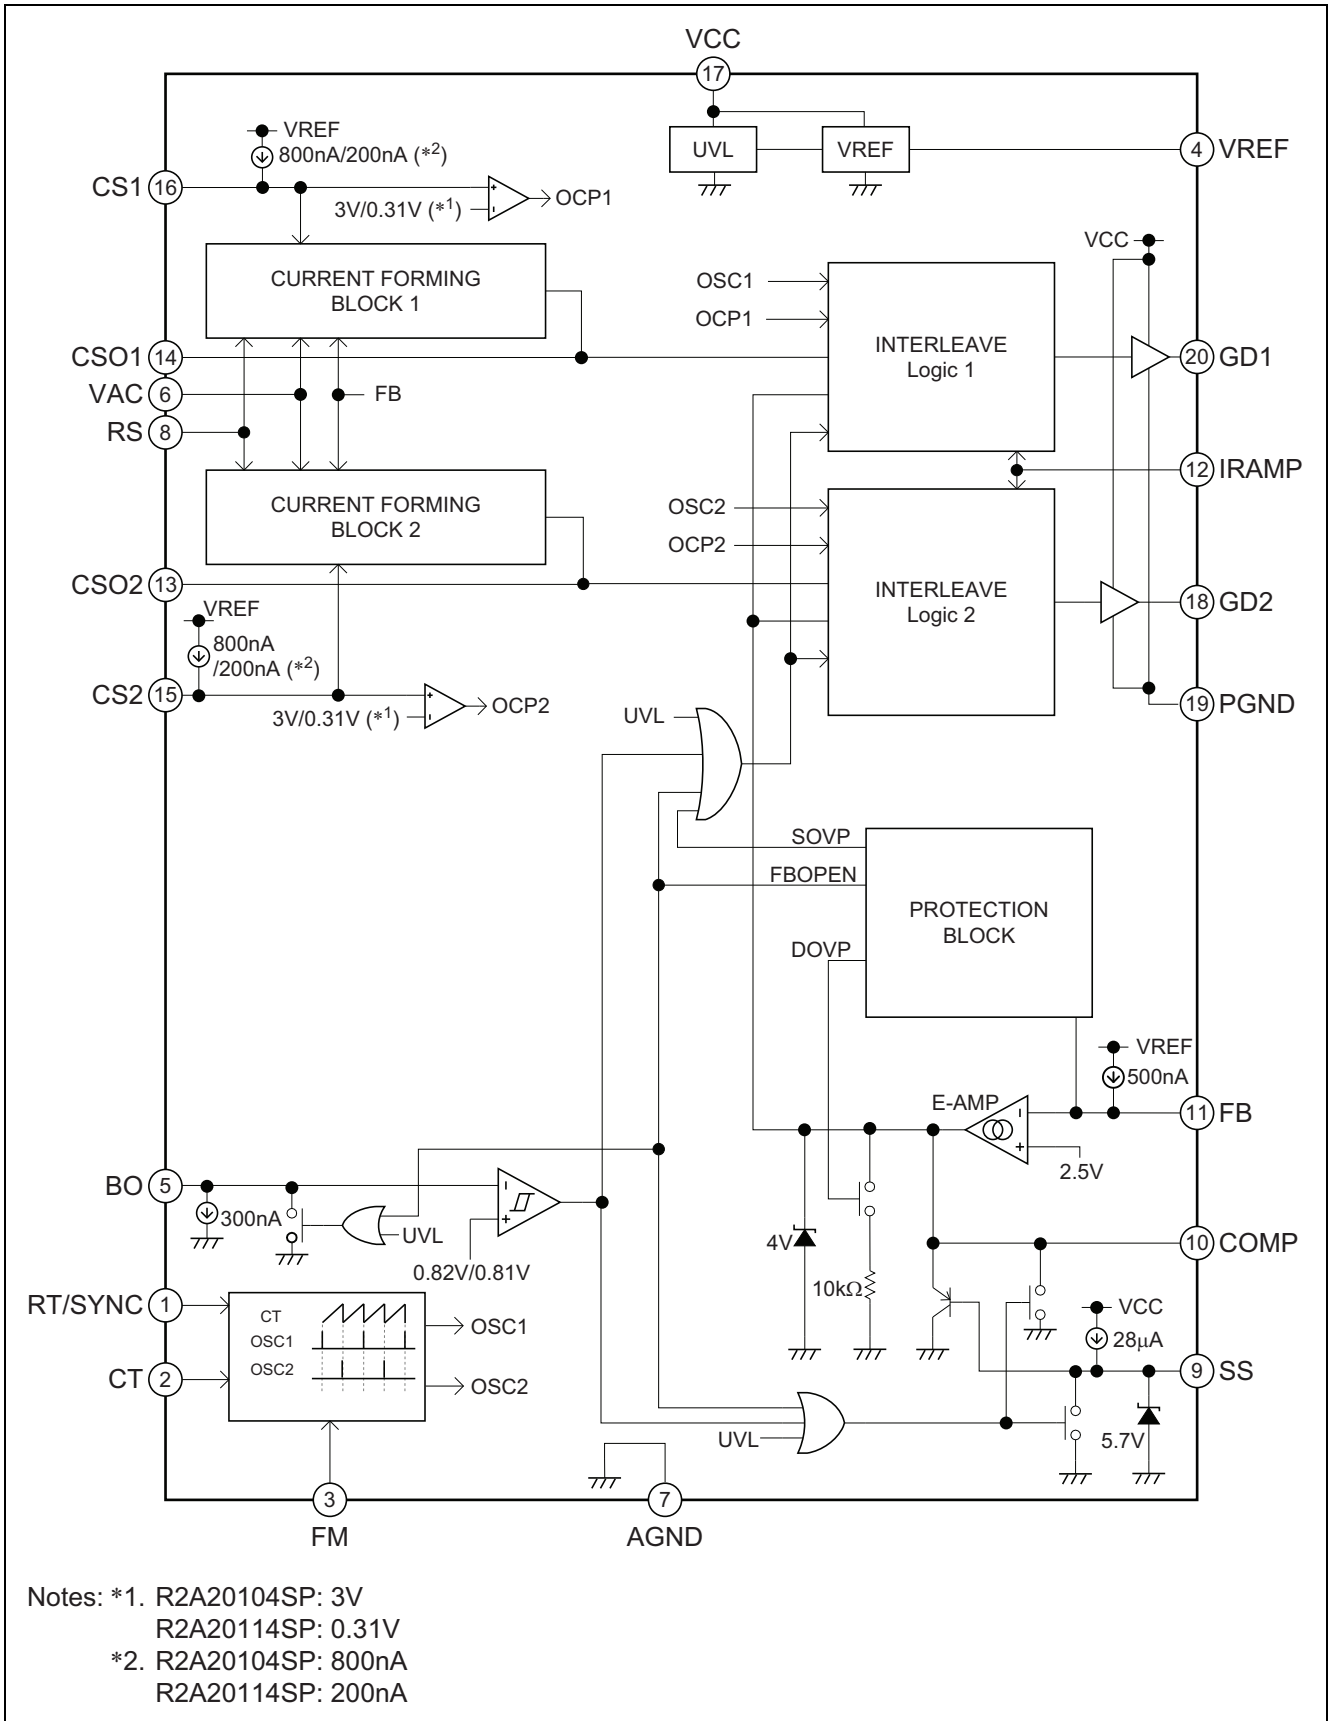 VCC
17
VREF
800nA/200nA (*2)
UVL
VREF
4 VREF
CS1 16
3V/0.31V (*1)
OCP1
VCC
CURRENT FORMING
BLOCK 1
OSC1
OCP1
INTERLEAVE
Logic 1
CSO1 14
20 GD1
VAC 6
FB
RS 8
12 IRAMP
CURRENT FORMING
BLOCK 2
OSC2
OCP2
INTERLEAVE
Logic 2
CSO2 13
18 GD2
VREF
800nA
/200nA (*2)
CS2 15
3V/0.31V (*1)
OCP2
19 PGND
UVL
SOVP
FBOPEN
DOVP
PROTECTION
BLOCK
VREF
500nA
E-AMP
11 FB
2.5V
BO 5
300nA
UVL
0.82V/0.81V
4V
10kΩ
10 COMP
RT/SYNC 1
CT
OSC1
OSC2
OSC1
OSC2
CT 2
VCC
28μA
9 SS
5.7V
UVL
3
FM
7
AGND
Notes: *1. R2A20104SP: 3V
R2A20114SP: 0.31V
*2. R2A20104SP: 800nA
R2A20114SP: 200nA